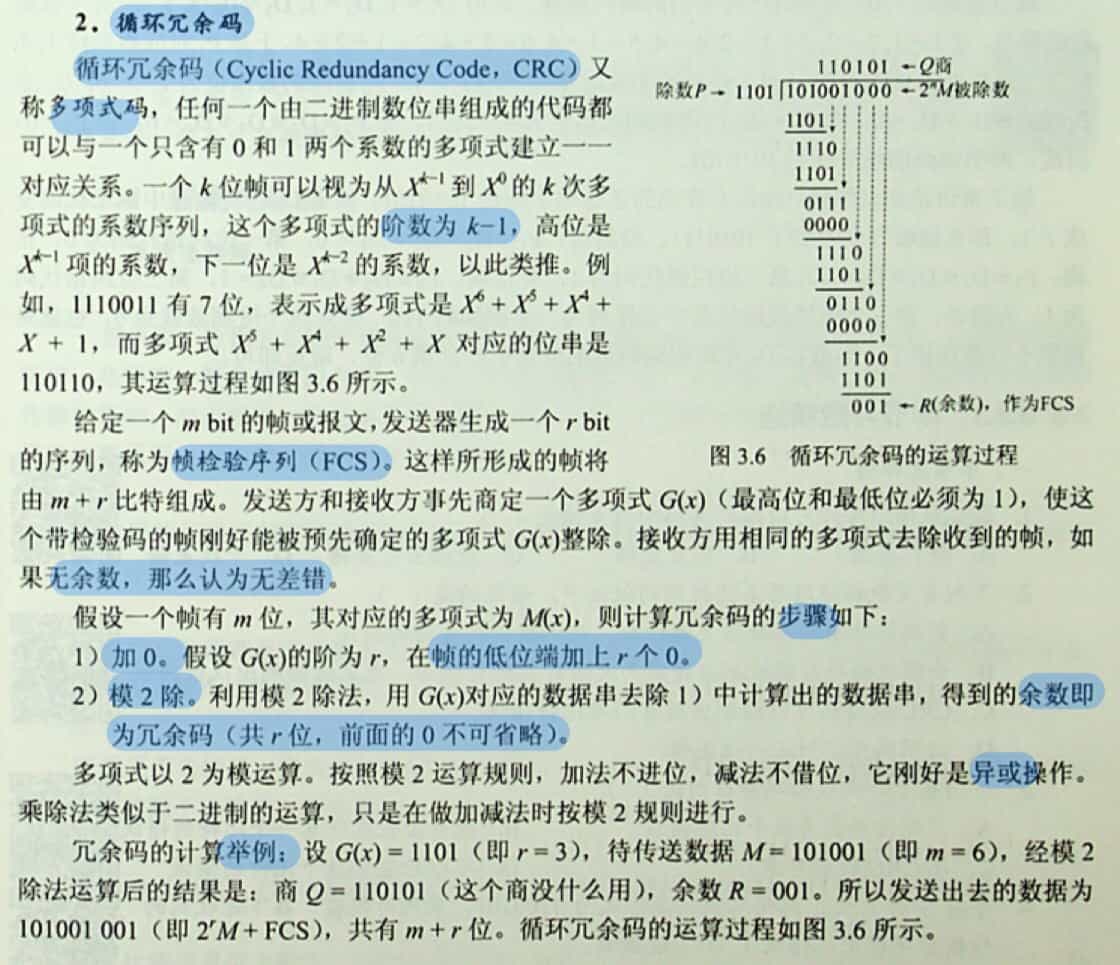 2．循环冗余码
循环冗余码（Cyclic Redundancy Code，CRC）又
称多项式码，任何一个由二进制数位串组成的代码都
可以与一个只含有 0 和 1 两个系数的多项式建立一一
对应关系。一个 k 位帧可以视为从 X^{k−1} 到 X^0 的 k 次多
项式的系数序列，这个多项式的阶数为 k−1，高位是
X^{k−1} 项的系数，下一位是 X^{k−2} 的系数，以此类推。例
如，1110011 有 7 位，表示成多项式是 X^6 + X^5 + X^4 +
X + 1，而多项式 X^5 + X^4 + X^2 + X 对应的位串是
110110，其运算过程如图 3.6 所示。
给定一个 m bit 的帧或报文，发送器生成一个 r bit
的序列，称为帧检验序列（FCS）。这样所形成的帧将
110101 ←Q商
除数P→ 1101 101001000 ←2^nM被除数
1101
1110
1101
0111
0000
1110
1101
0110
0000
1100
1101
001 ←R(余数)，作为FCS
图 3.6 循环冗余码的运算过程
由 m + r 比特组成。发送方和接收方事先商定一个多项式 G(x)（最高位和最低位必须为 1），使这
个带检验码的帧刚好能被预先确定的多项式 G(x)整除。接收方用相同的多项式去除收到的帧，如
果无余数，那么认为无差错。
假设一个帧有 m 位，其对应的多项式为 M(x)，则计算冗余码的步骤如下：
1）加 0。假设 G(x)的阶为 r，在帧的低位端加上 r 个 0。
2）模 2 除。利用模 2 除法，用 G(x)对应的数据串去除 1）中计算出的数据串，得到的余数即
为冗余码（共 r 位，前面的 0 不可省略）。
多项式以 2 为模运算。按照模 2 运算规则，加法不进位，减法不借位，它刚好是异或操作。
乘除法类似于二进制的运算，只是在做加减法时按模 2 规则进行。
冗余码的计算举例：设 G(x) = 1101（即 r = 3），待传送数据 M = 101001（即 m = 6），经模 2
除法运算后的结果是：商 Q = 110101（这个商没什么用），余数 R = 001。所以发送出去的数据为
101001 001（即 2^rM + FCS），共有 m + r 位。循环冗余码的运算过程如图 3.6 所示。